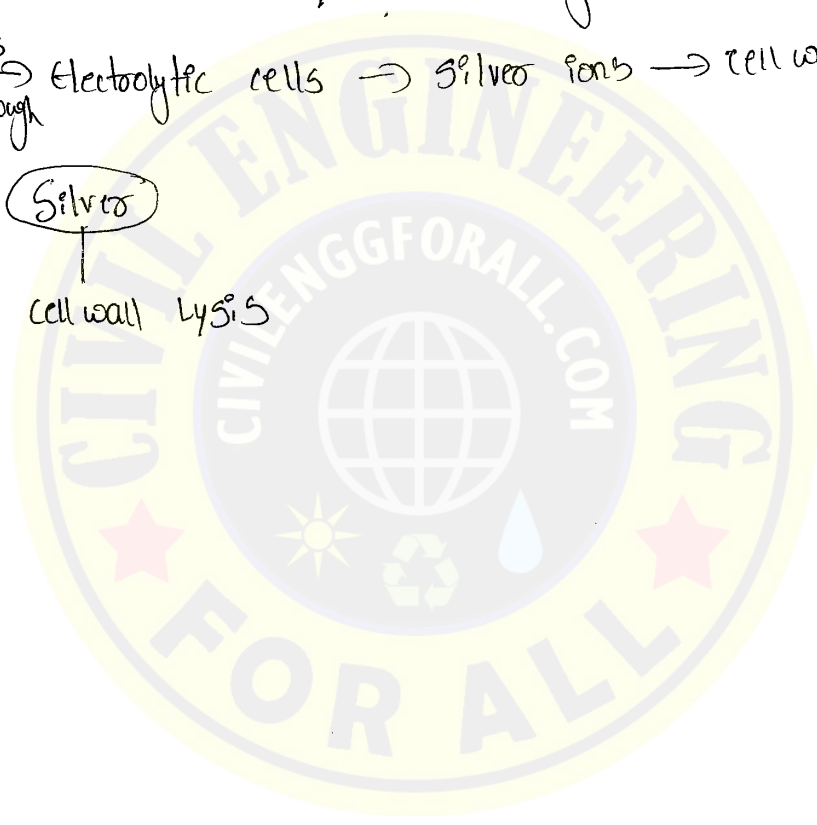 → Electrolytic cells → Silver ions → cell w
Silver
cell wall Lysis
CIVIL ENGINEERING
CIVILENGGFORALL.COM
FOR ALL